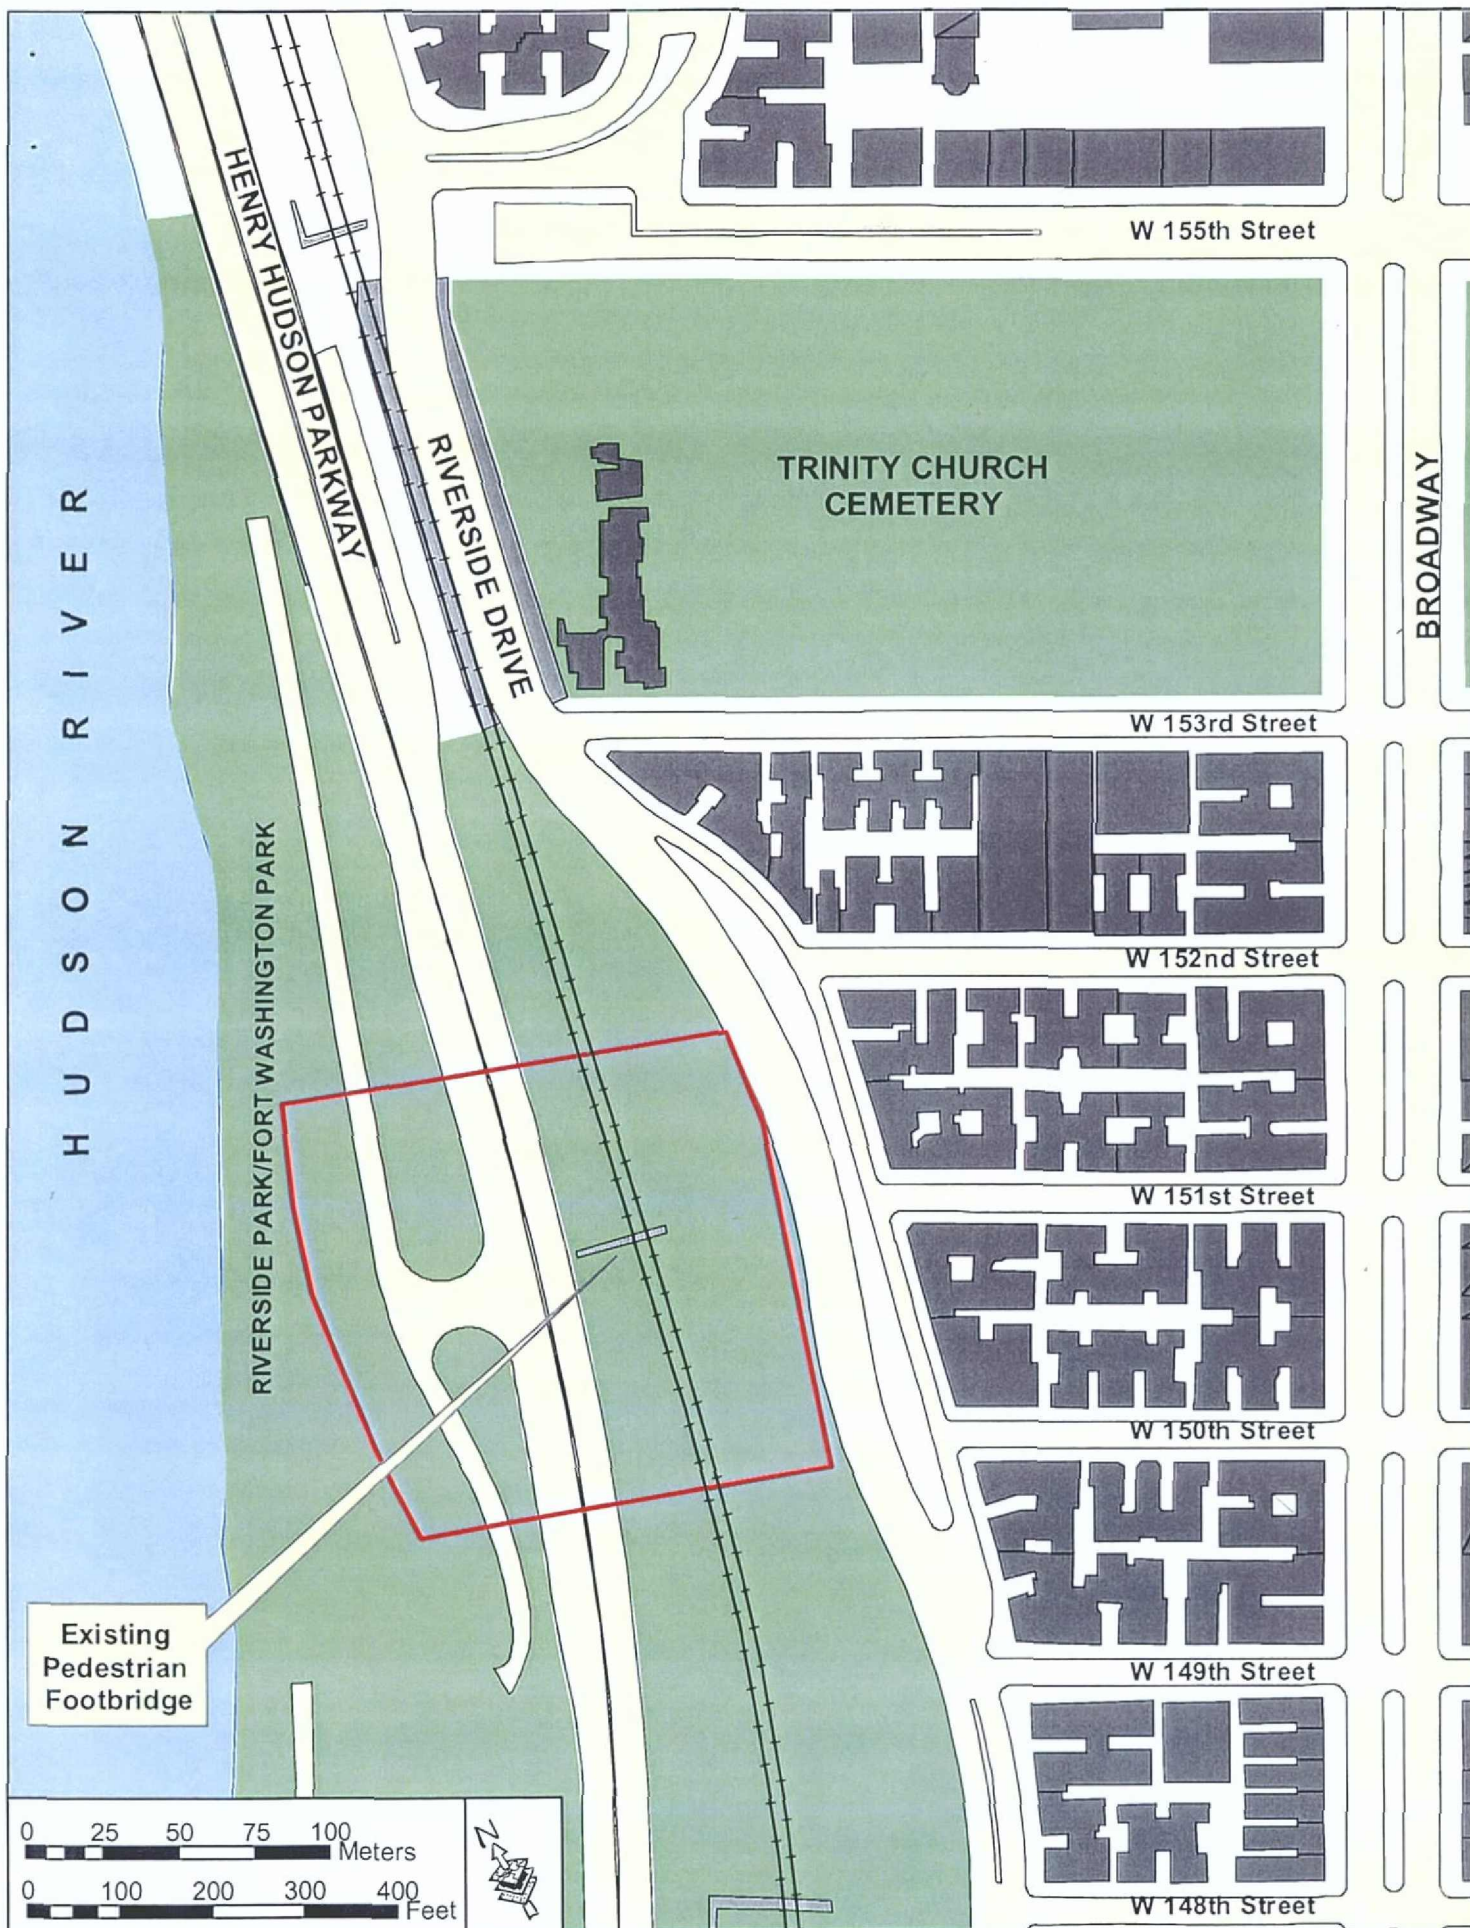 W 155th Street
HENRY HUDSON PARKWAY
RIVERSIDE DRIVE
TRINITY CHURCH
CEMETERY
BROADWAY
HUDSON RIVER
W 153rd Street
RIVERSIDE PARK/FORT WASHINGTON PARK
W 152nd Street
W 151st Street
W 150th Street
Existing
Pedestrian
Footbridge
W 149th Street
0 25 50 75 100
Meters
0 100 200 300 400
Feet
N
W 148th Street